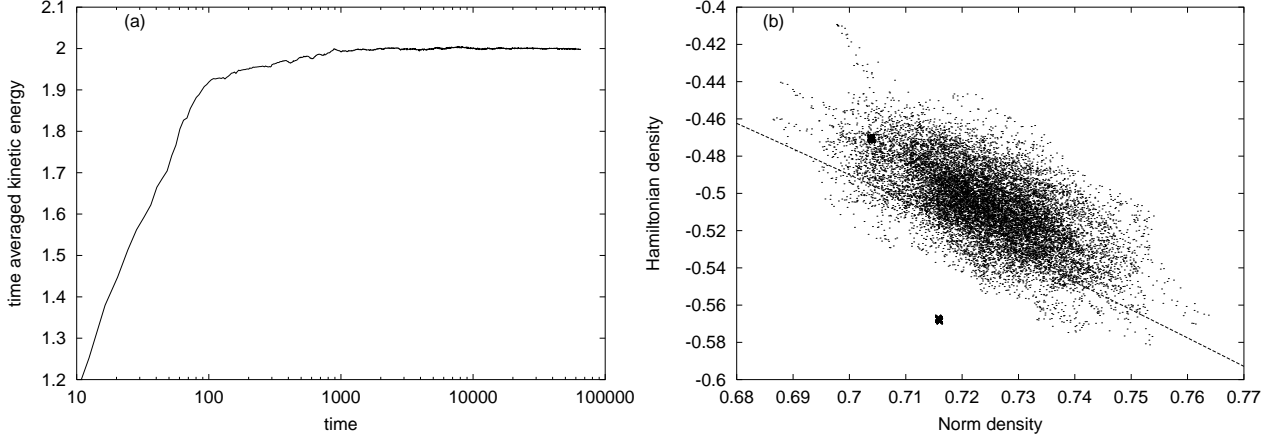 (a)
2.1
2
1.9
1.8
1.7
1.6
1.5
1.4
1.3
1.2
time averaged kinetic energy
10 100 1000 10000 100000
time
(b)
-0.4
-0.42
-0.44
-0.46
-0.48
-0.5
-0.52
-0.54
-0.56
-0.58
-0.6
Hamiltonian density
0.68 0.69 0.7 0.71 0.72 0.73 0.74 0.75 0.76 0.77
Norm density